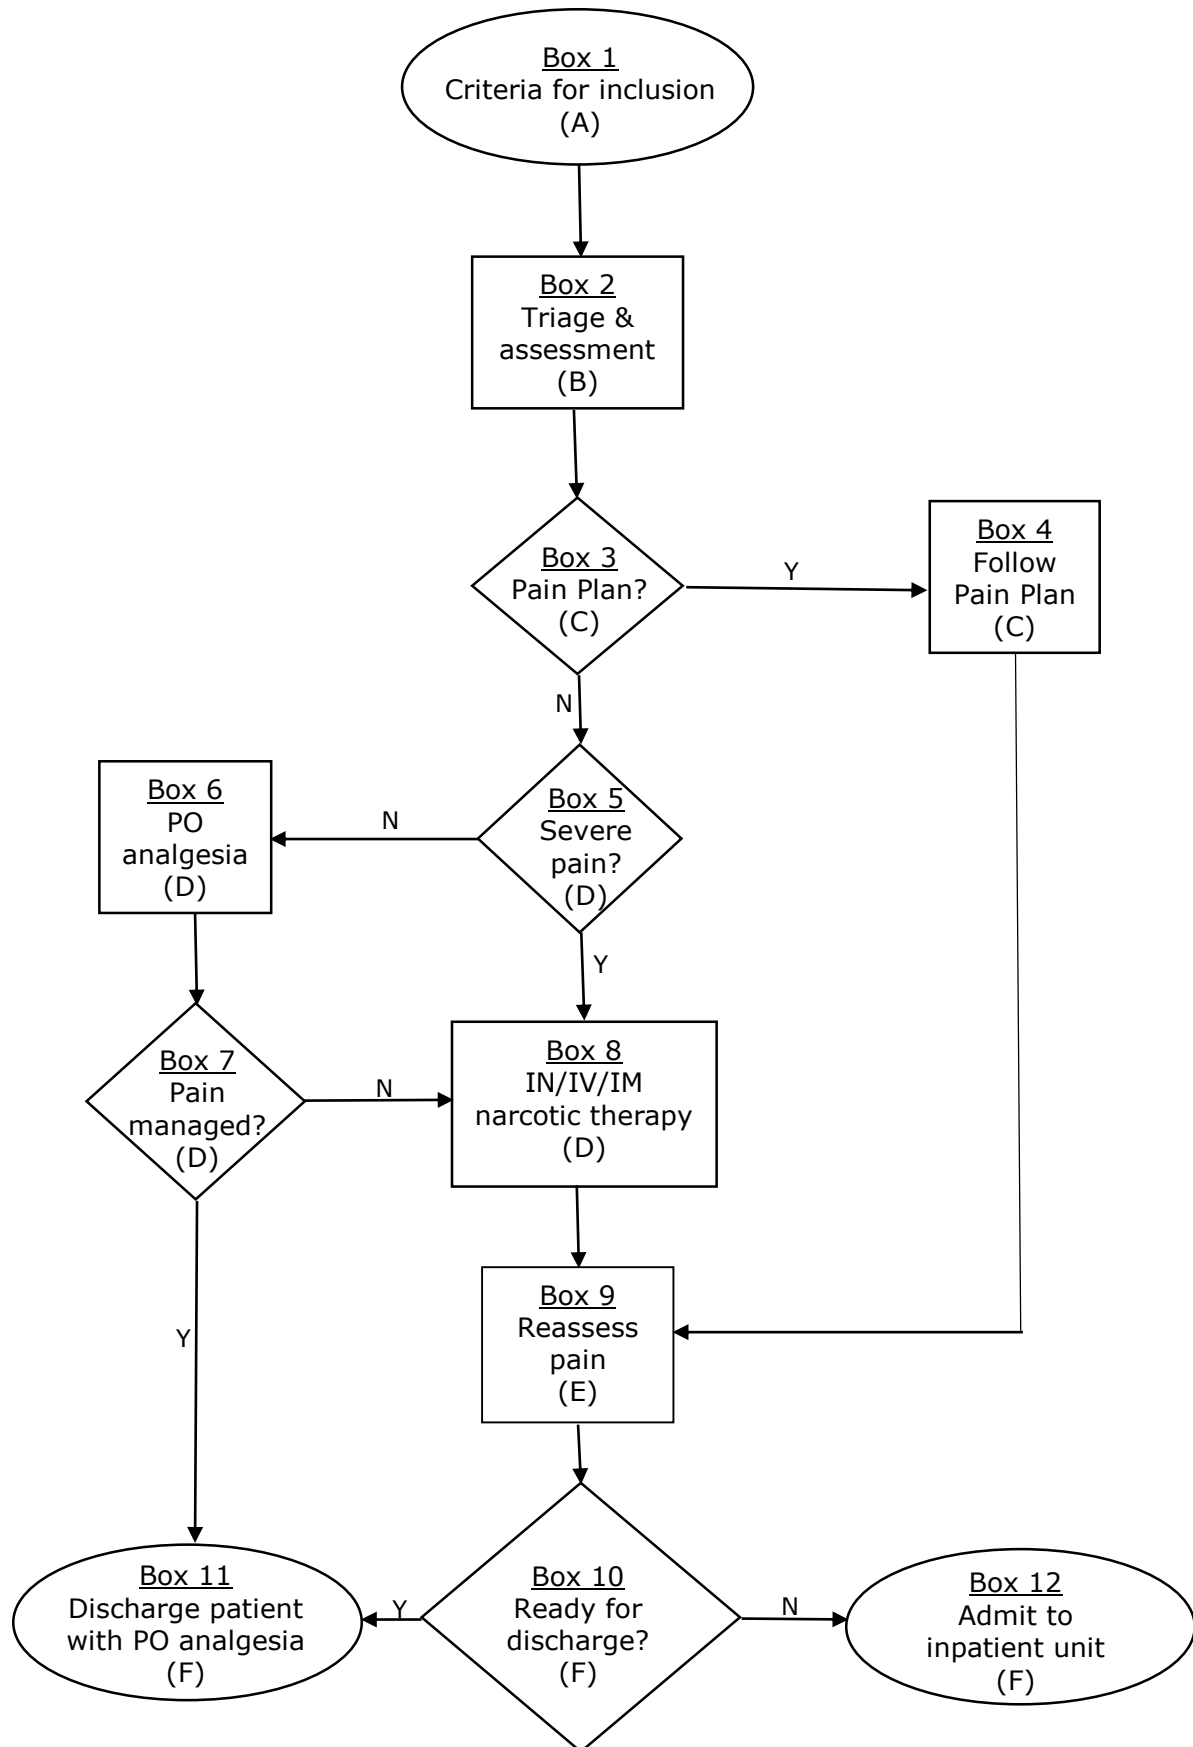 Box 1
Criteria for inclusion
(A)
Box 2
Triage &
assessment
(B)
Box 3
Pain Plan?
(C)
Y
Box 4
Follow
Pain Plan
(C)
N
Box 5
Severe
pain?
(D)
N
Box 6
PO
analgesia
(D)
Y
Box 7
Pain
managed?
(D)
N
Box 8
IN/IV/IM
narcotic therapy
(D)
Box 9
Reassess
pain
(E)
Y
Box 10
Ready for
discharge?
(F)
Y
Box 11
Discharge patient
with PO analgesia
(F)
N
Box 12
Admit to
inpatient unit
(F)